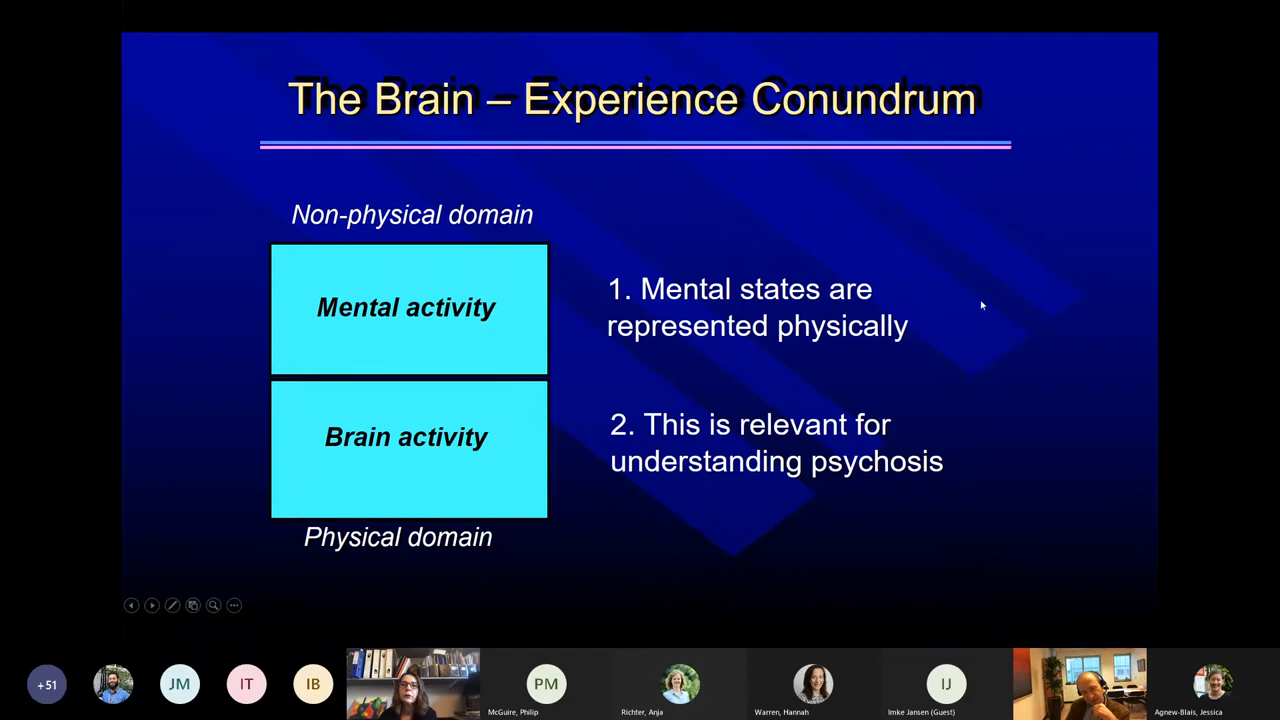 The Brain – Experience Conundrum
Non-physical domain
Mental activity
Brain activity
Physical domain
1. Mental states are
represented physically
2. This is relevant for
understanding psychosis
+51
JM
IT
IB
PM
McGuire, Philip
Richter, Anja
Warren, Hannah
IJ
Imke Jansen (Guest)
Agnew-Blais, Jessica